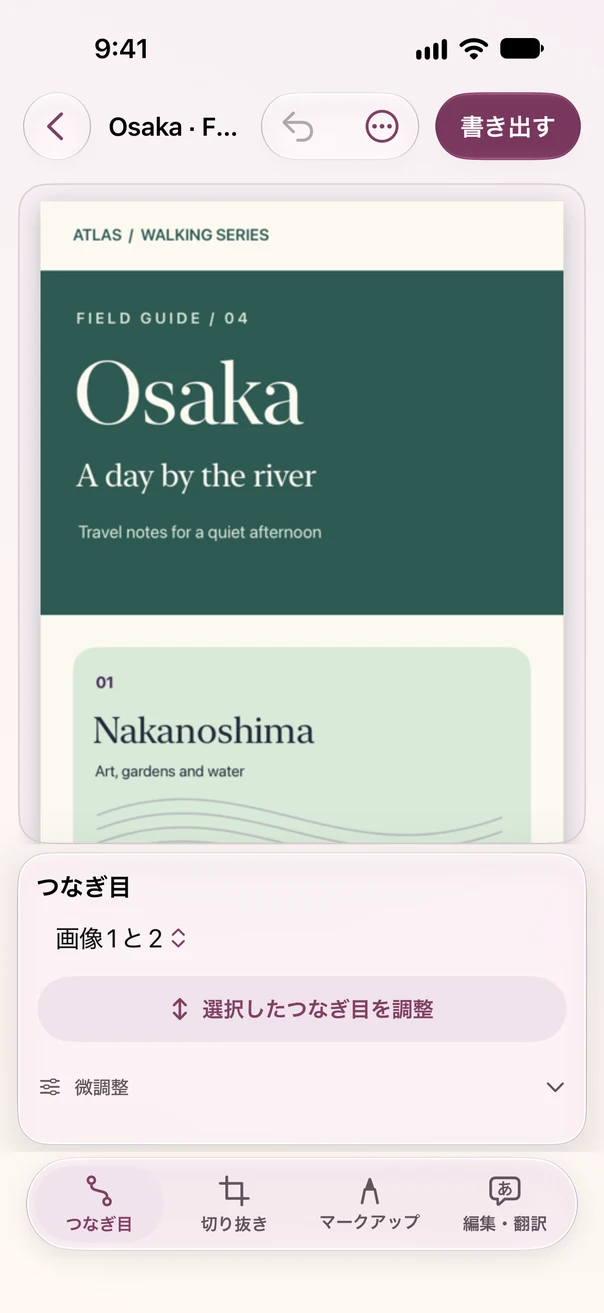 9:41
Osaka · F...
書き出す
ATLAS / WALKING SERIES
FIELD GUIDE / 04
Osaka
A day by the river
Travel notes for a quiet afternoon
01
Nakanoshima
Art, gardens and water
つなぎ目
画像1と2
選択したつなぎ目を調整
微調整
つなぎ目
切り抜き
マークアップ
あ
編集・翻訳